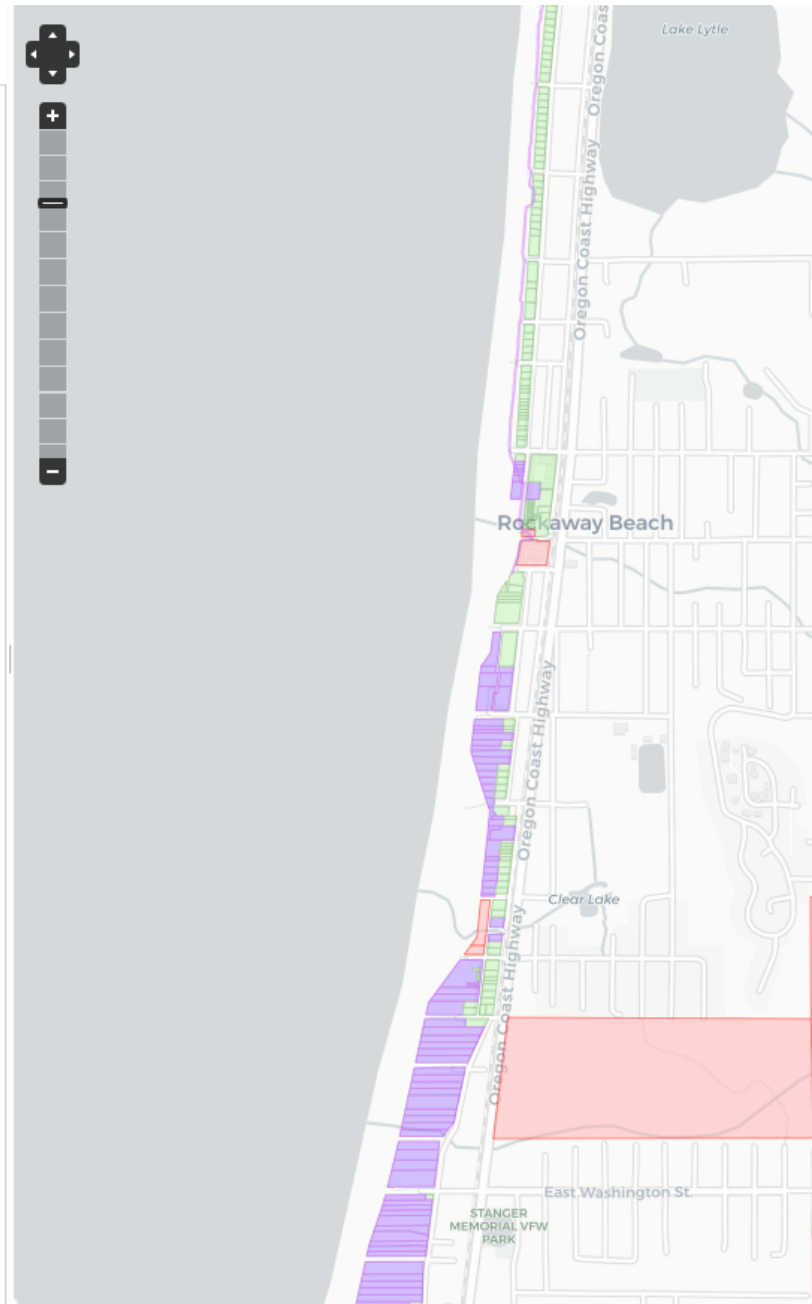 Lake Lytle
Oregon Coas
Oregon Coast Highway
Rockaway Beach
Oregon Coast Highway
Clear Lake
Oregon Coast Highway
East Washington St.
STANGER
MEMORIAL VFW
PARK
+
−